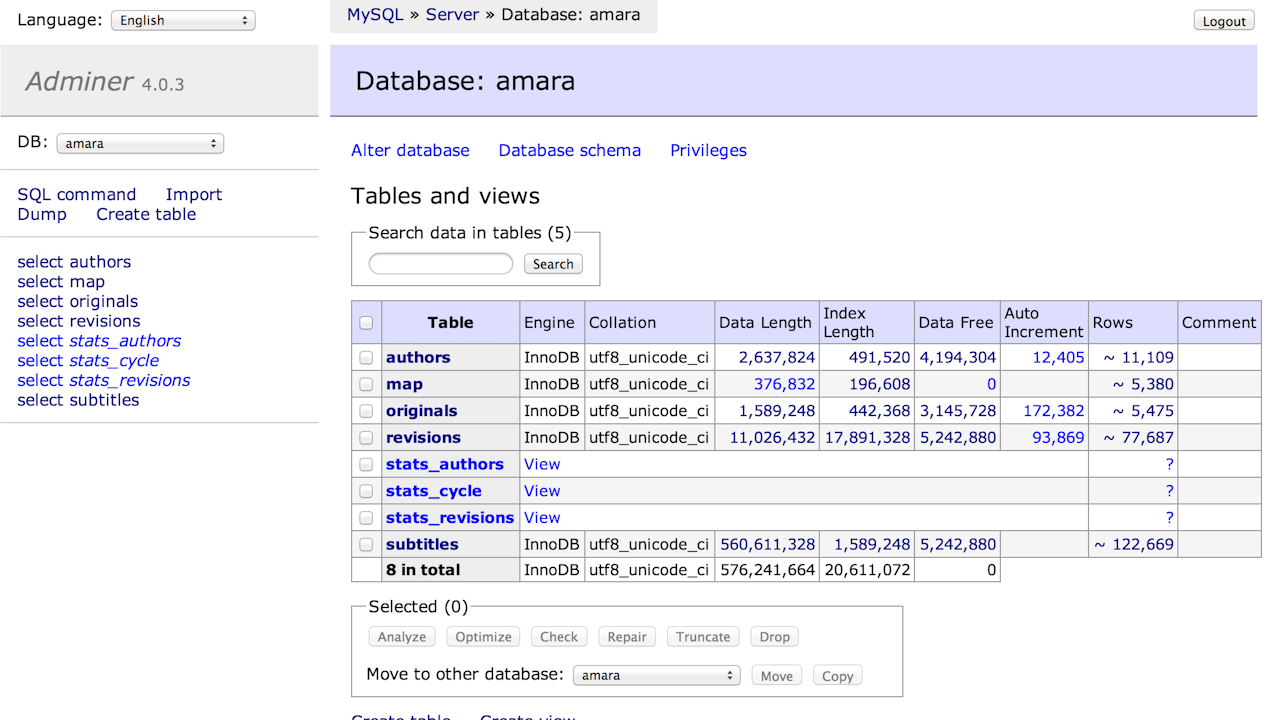 Language: English
MySQL » Server » Database: amara
Logout
Adminer 4.0.3
Database: amara
DB: amara
Alter database Database schema Privileges
SQL command Import
Dump Create table
select authors
select map
select originals
select revisions
select stats_authors
select stats_cycle
select stats_revisions
select subtitles
Tables and views
Search data in tables (5)
Search
Table Engine Collation Data Length Index Length Data Free Auto Increment Rows Comment
authors InnoDB utf8_unicode_ci 2,637,824 491,520 4,194,304 12,405 ~ 11,109
map InnoDB utf8_unicode_ci 376,832 196,608 0 ~ 5,380
originals InnoDB utf8_unicode_ci 1,589,248 442,368 3,145,728 172,382 ~ 5,475
revisions InnoDB utf8_unicode_ci 11,026,432 17,891,328 5,242,880 93,869 ~ 77,687
stats_authors View ?
stats_cycle View ?
stats_revisions View ?
subtitles InnoDB utf8_unicode_ci 560,611,328 1,589,248 5,242,880 ~ 122,669
8 in total InnoDB utf8_unicode_ci 576,241,664 20,611,072 0
Selected (0)
Analyze Optimize Check Repair Truncate Drop
Move to other database: amara Move Copy
Create table Create view